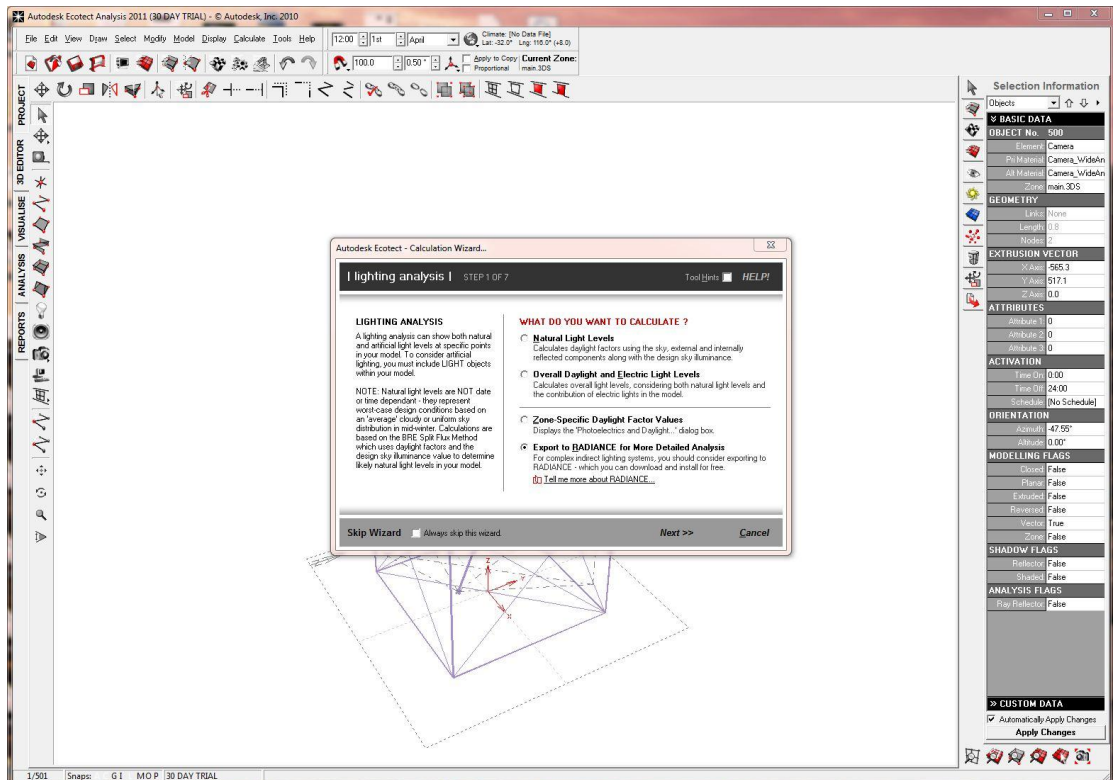 Autodesk Ecotect Analysis 2011 (30 DAY TRIAL) - © Autodesk, Inc. 2010
File Edit View Draw Select Modify Model Display Calculate Tools Help
12:00 1st April
Climate: [No Data File]
Lat: -32.0° Lng: 116.0° (+8.0)
100.0 0.50 °
Apply to Copy
Proportional
Current Zone:
main.3DS
PROJECT
3D EDITOR
VISUALISE
ANALYSIS
REPORTS
Autodesk Ecotect - Calculation Wizard...
| lighting analysis | STEP 1 OF 7 Tool Hints HELP!
LIGHTING ANALYSIS
A lighting analysis can show both natural
and artificial light levels at specific points
in your model. To consider artificial
lighting, you must include LIGHT objects
within your model.
NOTE: Natural light levels are NOT date
or time dependant - they represent
worst-case design conditions based on
an 'average' cloudy or uniform sky
distribution in mid-winter. Calculations are
based on the BRE Split Flux Method
which uses daylight factors and the
design sky illuminance value to determine
likely natural light levels in your model.
WHAT DO YOU WANT TO CALCULATE ?
Natural Light Levels
Calculates daylight factors using the sky, external and internally
reflected components along with the design sky illuminance.
Overall Daylight and Electric Light Levels
Calculates overall light levels, considering both natural light levels and
the contribution of electric lights in the model.
Zone-Specific Daylight Factor Values
Displays the 'Photoelectrics and Daylight...' dialog box.
Export to RADIANCE for More Detailed Analysis
For complex indirect lighting systems, you should consider exporting to
RADIANCE - which you can download and install for free.
Tell me more about RADIANCE...
Skip Wizard Always skip this wizard. Next >> Cancel
Z
Y
X
Selection Information
Objects
BASIC DATA
OBJECT No. 500
Element Camera
Pri Material Camera_WideAn
Alt Material Camera_WideAn
Zone main.3DS
GEOMETRY
Links None
Length 0.8
Nodes 2
EXTRUSION VECTOR
X Axis -565.3
Y Axis 517.1
Z Axis 0.0
ATTRIBUTES
Attribute 1 0
Attribute 2 0
Attribute 3 0
ACTIVATION
Time On 0:00
Time Off 24:00
Schedule [No Schedule]
ORIENTATION
Azimuth -47.55°
Altitude 0.00°
MODELLING FLAGS
Closed False
Planar False
Extruded False
Reversed False
Vector True
Zone False
SHADOW FLAGS
Reflector False
Shaded False
ANALYSIS FLAGS
Ray Reflector False
CUSTOM DATA
Automatically Apply Changes
Apply Changes
1/501 Snaps: G I M O P 30 DAY TRIAL